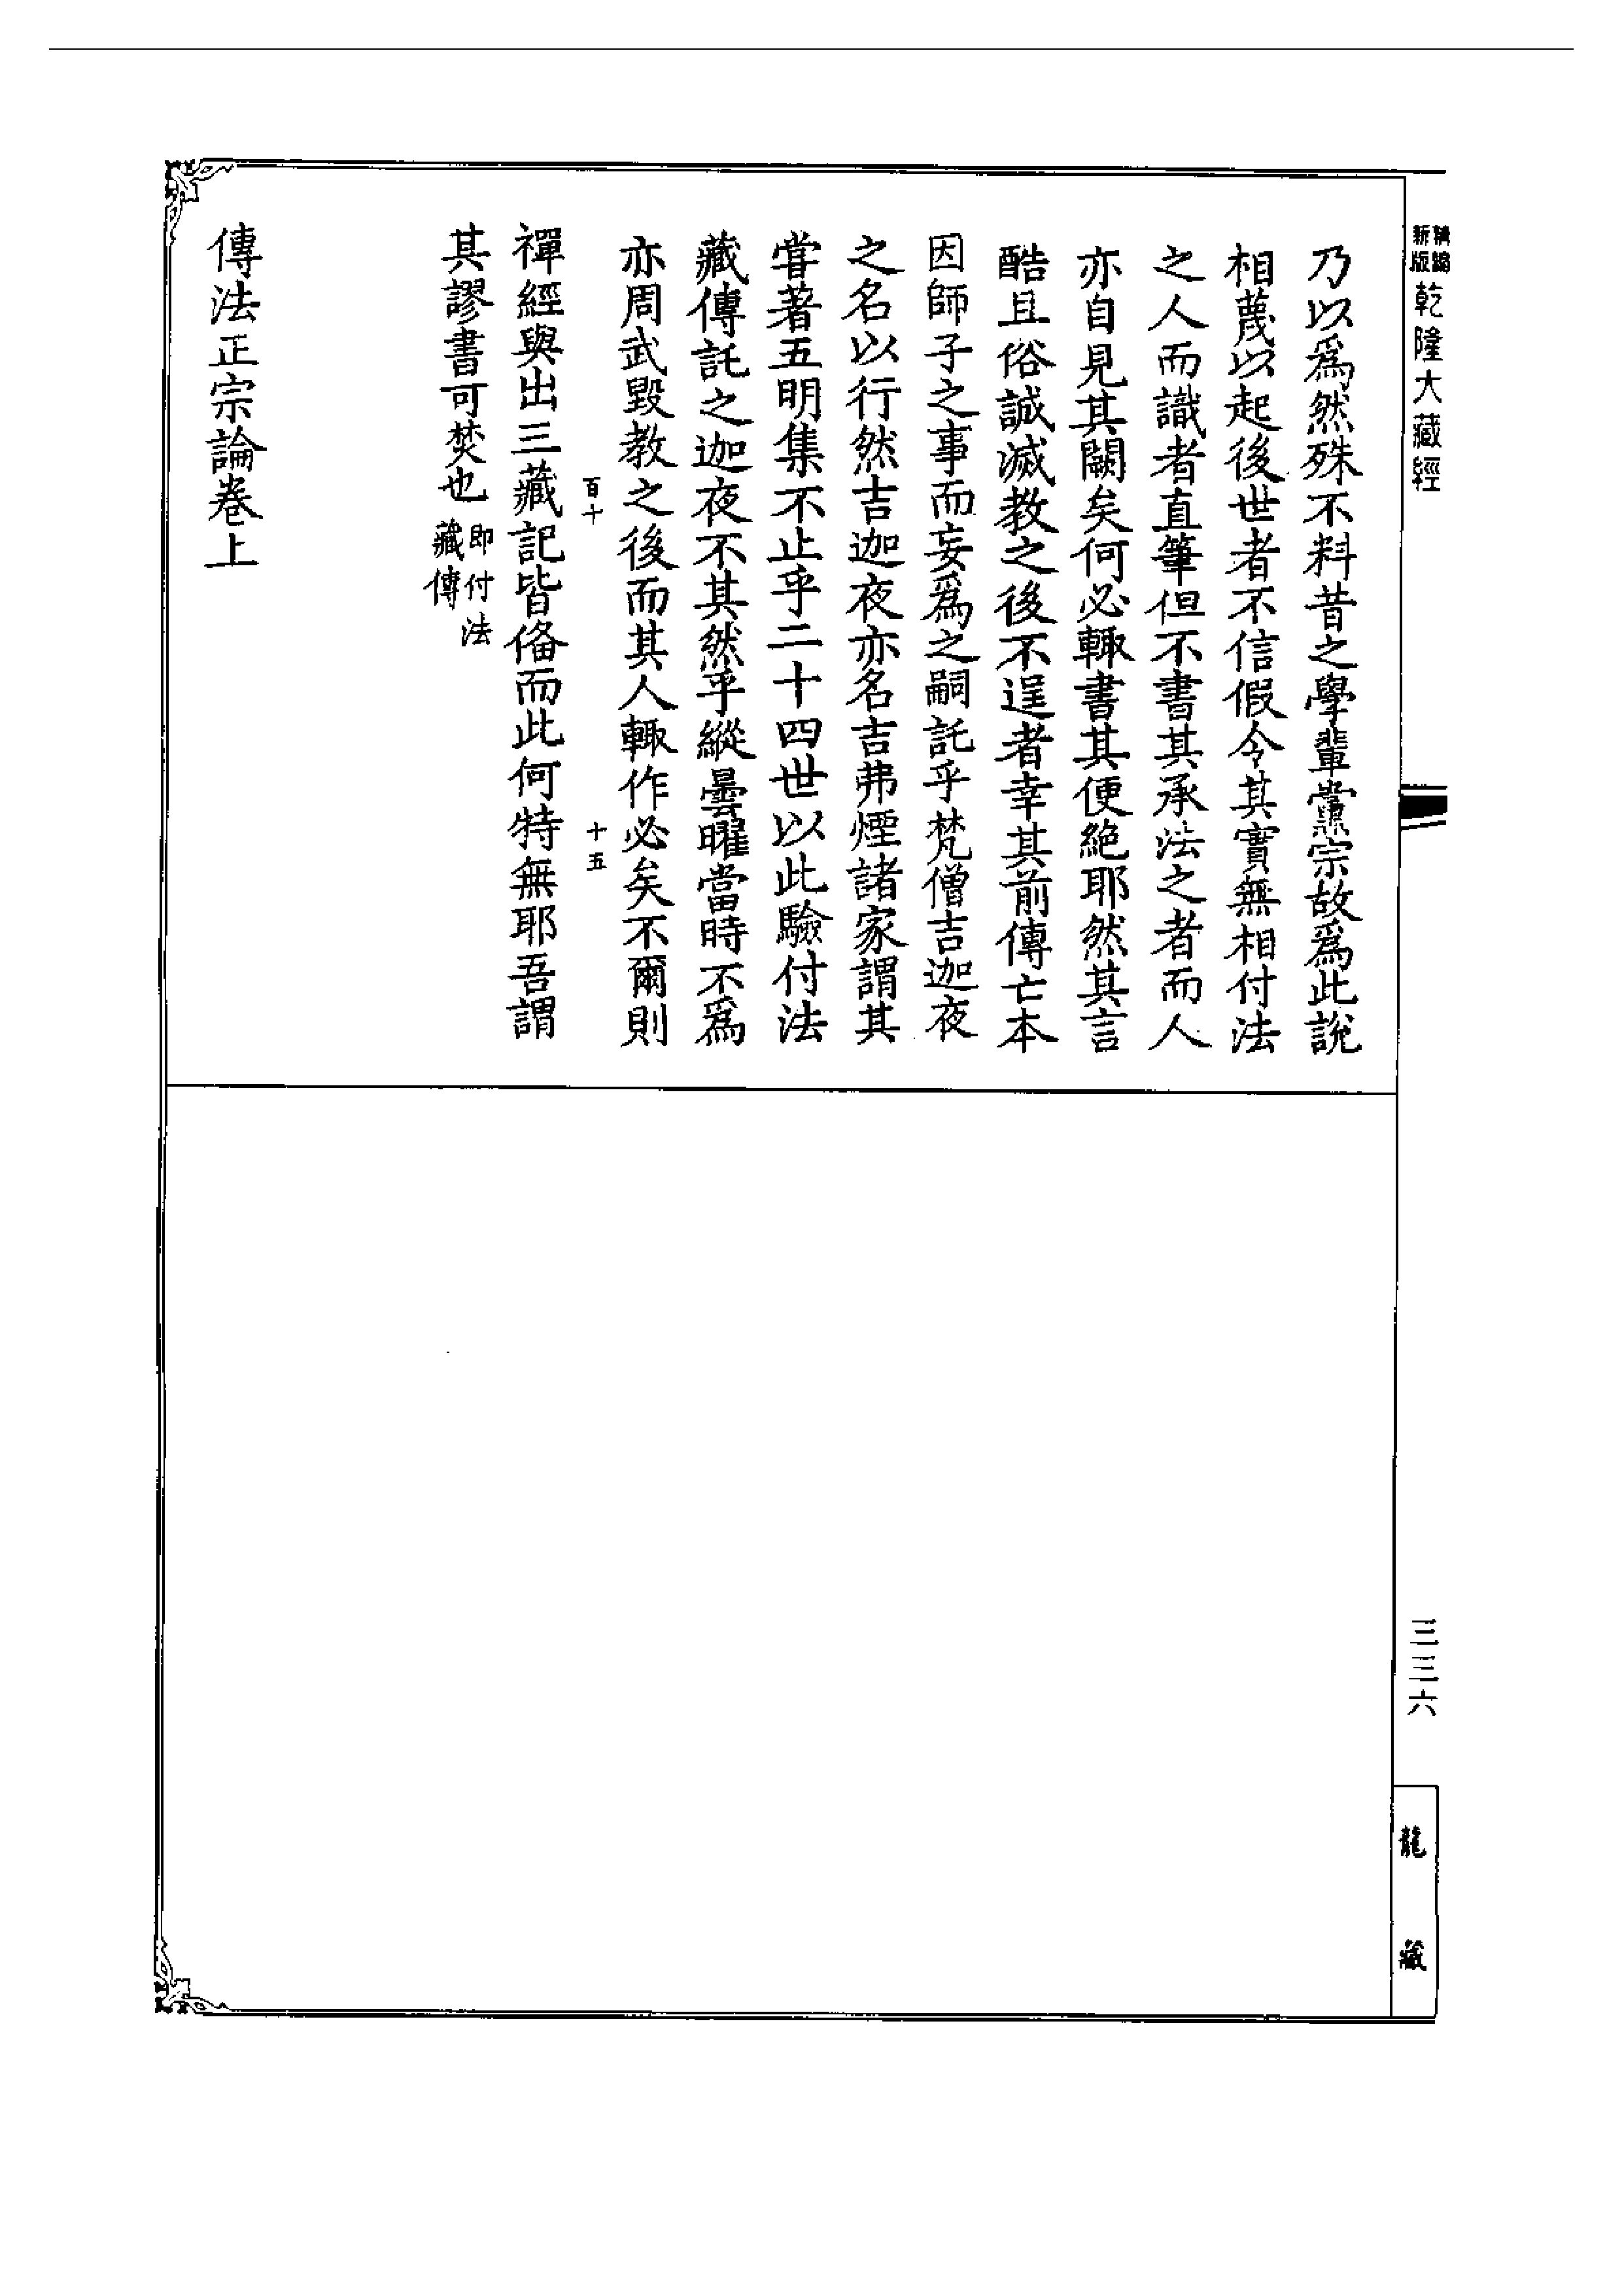 新編縮版乾隆大藏經
三三六
龍藏
乃以爲然殊不料昔之學輩黨宗故爲此說
相蔑以起後世者不信假令其實無相付法
之人而識者直筆但不書其承法之者而人
亦自見其闕矣何必輙書其便絕耶然其言
酷且俗誠滅教之後不逞者幸其前傳亡本
因師子之事而妄爲之嗣託乎梵僧吉迦夜
之名以行然吉迦夜亦名吉弗煙諸家謂其
甞著五明集不止乎二十四世以此驗付法
藏傳託之迦夜不其然乎縱曇曜當時不爲
亦周武毀教之後而其人輙作必矣不爾則
百十
十五
禪經與出三藏記皆俻而此何特無耶吾謂
其謬書可焚也即付法藏傳
傳法正宗論卷上